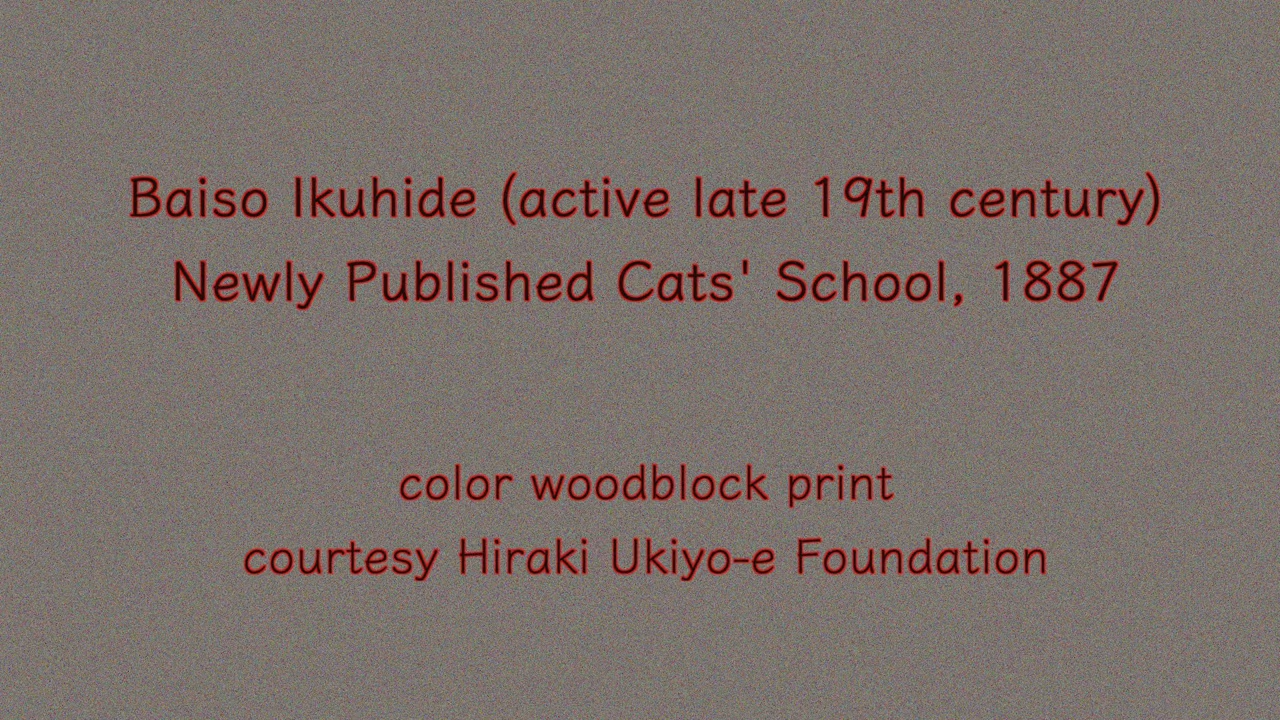 Baiso Ikuhide (active late 19th century)
Newly Published Cats' School, 1887
color woodblock print
courtesy Hiraki Ukiyo-e Foundation